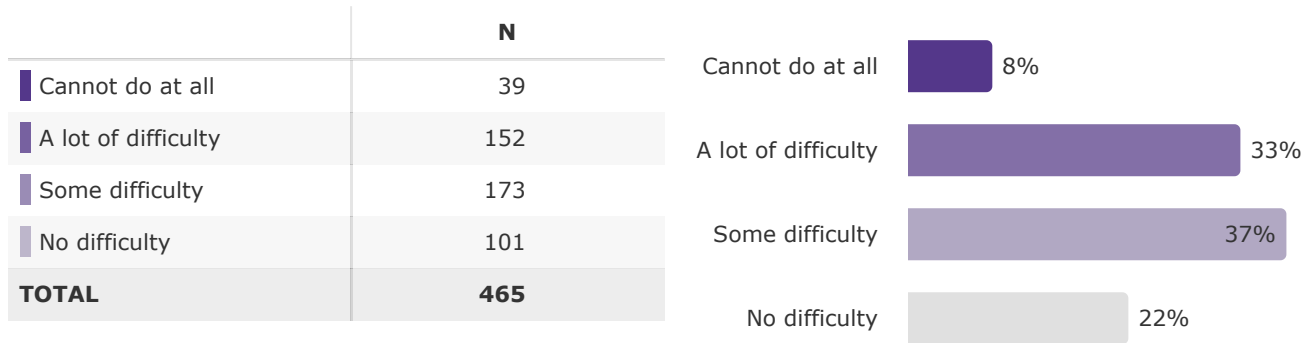 N
Cannot do at all 39
A lot of difficulty 152
Some difficulty 173
No difficulty 101
TOTAL 465
Cannot do at all 8%
A lot of difficulty 33%
Some difficulty 37%
No difficulty 22%